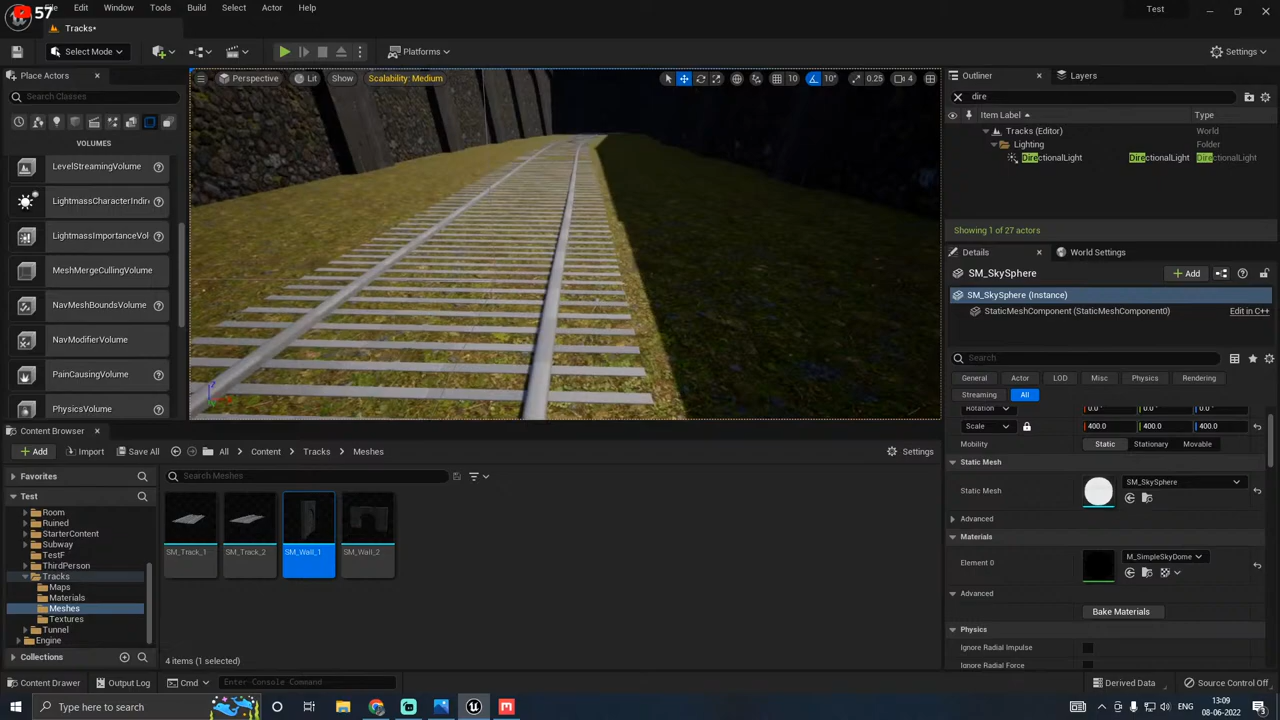 57
Edit Window Tools Build Select Actor Help
Test
Tracks•
Select Mode
Platforms
Settings
Place Actors
Search Classes
VOLUMES
LevelStreamingVolume
LightmassCharacterIndir
LightmassImportanceVol
MeshMergeCullingVolume
NavMeshBoundsVolume
NavModifierVolume
PainCausingVolume
PhysicsVolume
Perspective Lit Show Scalability: Medium
10 10° 0.25 4
Outliner Layers
dire
Item Label Type
Tracks (Editor) World
Lighting Folder
DirectionalLight DirectionalLight DirectionalLight
Showing 1 of 27 actors
Details World Settings
SM_SkySphere
Add
SM_SkySphere (Instance)
StaticMeshComponent (StaticMeshComponent0) Edit in C++
Search
General Actor LOD Misc Physics Rendering
Streaming All
Rotation 0.0° 0.0° 0.0°
Scale 400.0 400.0 400.0
Mobility Static Stationary Movable
Static Mesh
Static Mesh SM_SkySphere
Advanced
Materials
Element 0 M_SimpleSkyDome
Advanced
Bake Materials
Physics
Ignore Radial Impulse
Ignore Radial Force
Content Browser
Add Import Save All All Content Tracks Meshes Settings
Favorites
Search Meshes
Test
Room
Ruined
StarterContent
Subway
TestF
ThirdPerson
Tracks
Maps
Materials
Meshes
Textures
Tunnel
Engine
Collections
SM_Track_1 SM_Track_2 SM_Wall_1 SM_Wall_2
4 items (1 selected)
Content Drawer Output Log Cmd Enter Console Command
Derived Data Source Control Off
Type here to search
ENG
13:09
08-06-2022